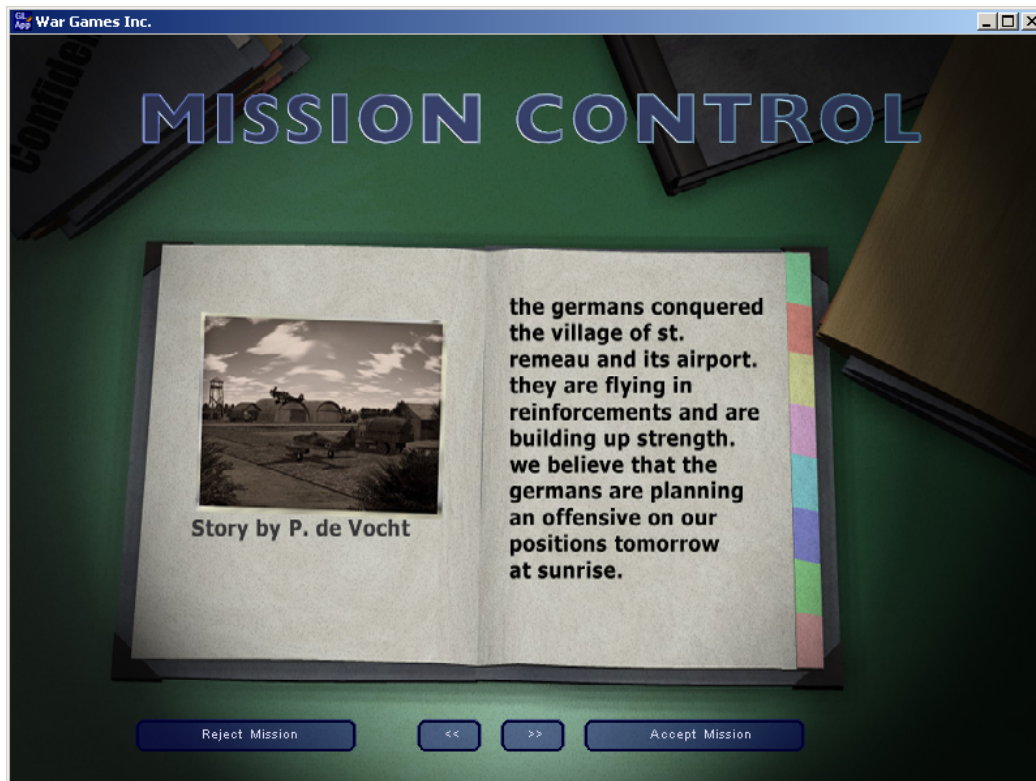 War Games Inc.
Confiden
MISSION CONTROL
the germans conquered
the village of st.
remeau and its airport.
they are flying in
reinforcements and are
building up strength.
we believe that the
germans are planning
an offensive on our
positions tomorrow
at sunrise.
Story by P. de Vocht
Reject Mission
<<
>>
Accept Mission